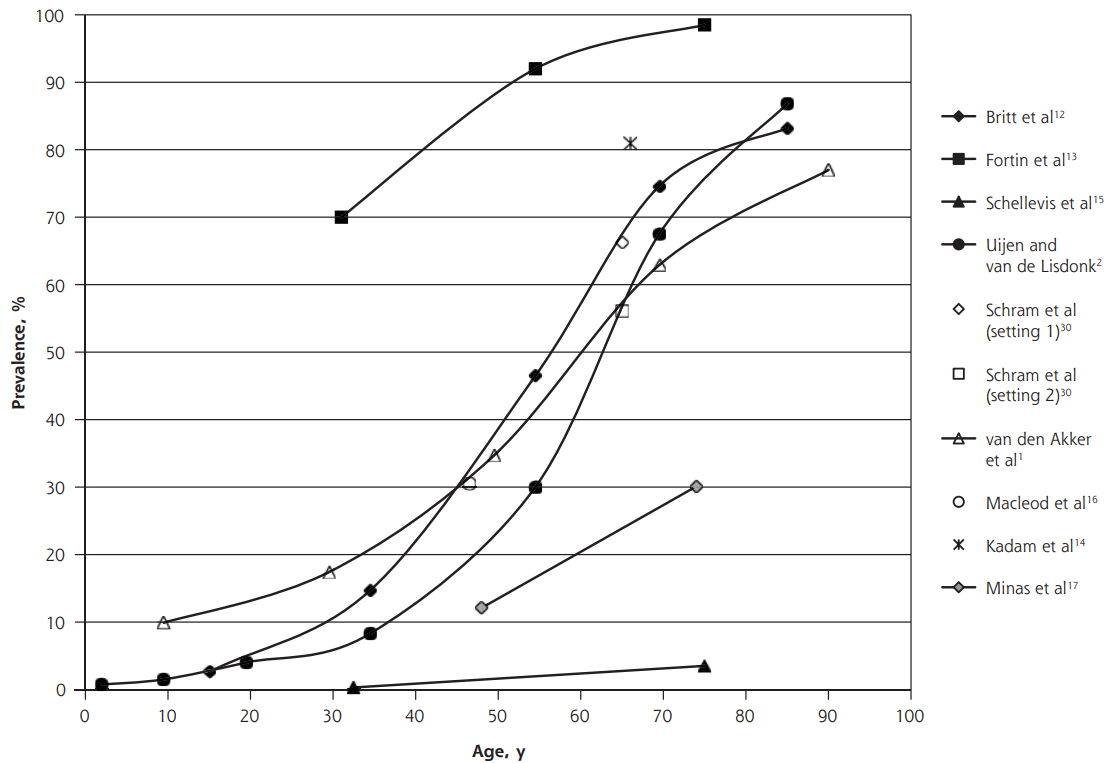 100
90
80
70
60
50
40
30
20
10
0
Prevalence, %
0 10 20 30 40 50 60 70 80 90 100
Age, y
Britt et al¹²
Fortin et al¹³
Schellevis et al¹⁵
Uijen and
van de Lisdonk²
Schram et al
(setting 1)³⁰
Schram et al
(setting 2)³⁰
van den Akker
et al¹
Macleod et al¹⁶
Kadam et al¹⁴
Minas et al¹⁷